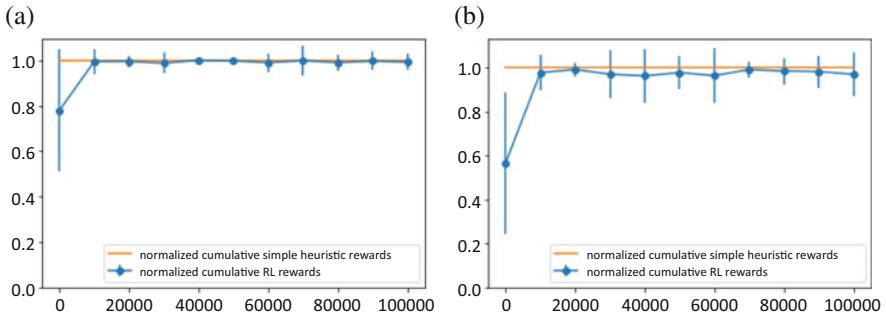 (a)
1.0
0.8
0.6
0.4
0.2
0.0
normalized cumulative simple heuristic rewards
normalized cumulative RL rewards
0 20000 40000 60000 80000 100000
(b)
1.0
0.8
0.6
0.4
0.2
0.0
normalized cumulative simple heuristic rewards
normalized cumulative RL rewards
0 20000 40000 60000 80000 100000